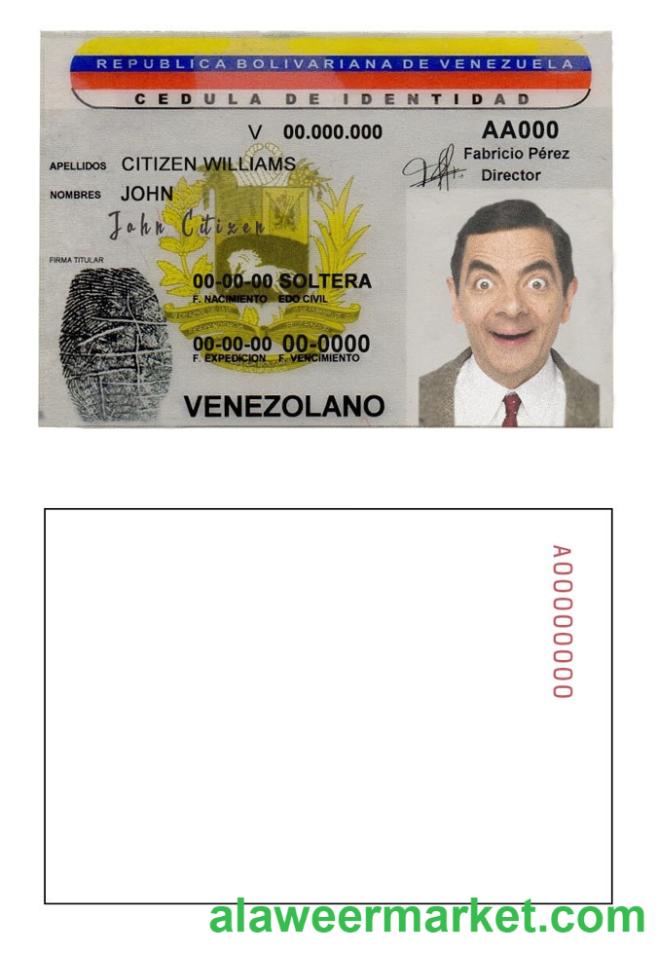 REPUBLICA BOLIVARIANA DE VENEZUELA
CEDULA DE IDENTIDAD
V 00.000.000
AA000
Fabricio Pérez
Director
APELLIDOS CITIZEN WILLIAMS
NOMBRES JOHN
John Citizen
FIRMA TITULAR
00-00-00 SOLTERA
F. NACIMIENTO EDO CIVIL
00-00-00 00-0000
F. EXPEDICION F. VENCIMIENTO
VENEZOLANO
A00000000
alaweermarket.com